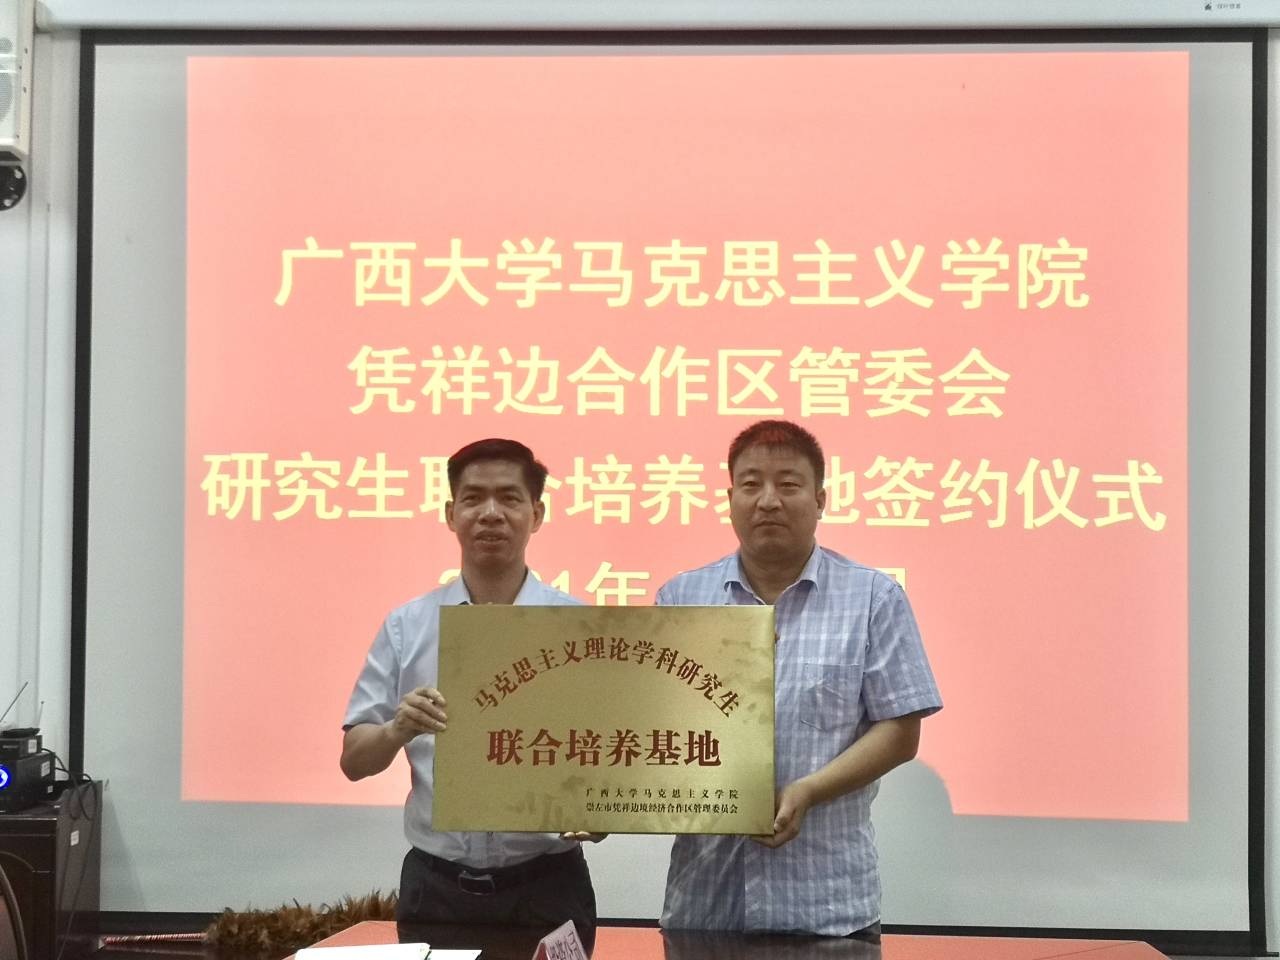 广西大学马克思主义学院
凭祥边合作区管委会
研究生联合培养基地签约仪式
年
马克思主义理论学科研究生
联合培养基地
广西大学马克思主义学院
崇左市凭祥边境经济合作区管理委员会